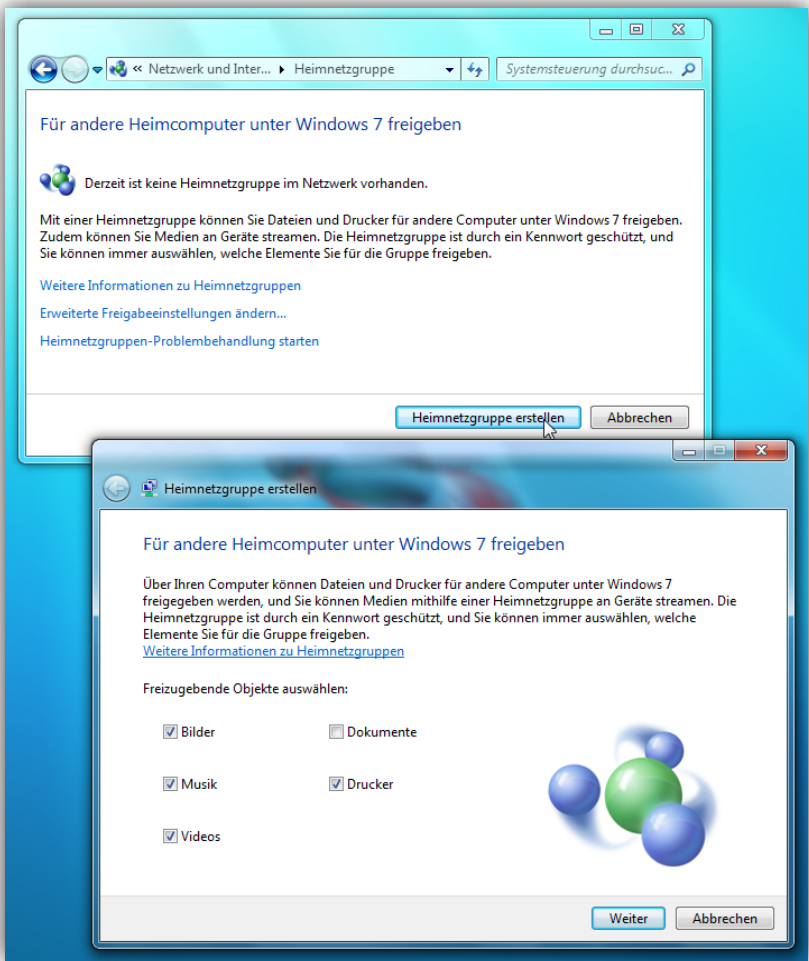 « Netzwerk und Inter... Heimnetzgruppe Systemsteuerung durchsuc...
Für andere Heimcomputer unter Windows 7 freigeben
Derzeit ist keine Heimnetzgruppe im Netzwerk vorhanden.
Mit einer Heimnetzgruppe können Sie Dateien und Drucker für andere Computer unter Windows 7 freigeben.
Zudem können Sie Medien an Geräte streamen. Die Heimnetzgruppe ist durch ein Kennwort geschützt, und
Sie können immer auswählen, welche Elemente Sie für die Gruppe freigeben.
Weitere Informationen zu Heimnetzgruppen
Erweiterte Freigabeeinstellungen ändern...
Heimnetzgruppen-Problembehandlung starten
Heimnetzgruppe erstellen Abbrechen
Heimnetzgruppe erstellen
Für andere Heimcomputer unter Windows 7 freigeben
Über Ihren Computer können Dateien und Drucker für andere Computer unter Windows 7
freigegeben werden, und Sie können Medien mithilfe einer Heimnetzgruppe an Geräte streamen. Die
Heimnetzgruppe ist durch ein Kennwort geschützt, und Sie können immer auswählen, welche
Elemente Sie für die Gruppe freigeben.
Weitere Informationen zu Heimnetzgruppen
Freizugebende Objekte auswählen:
Bilder Dokumente
Musik Drucker
Videos
Weiter Abbrechen